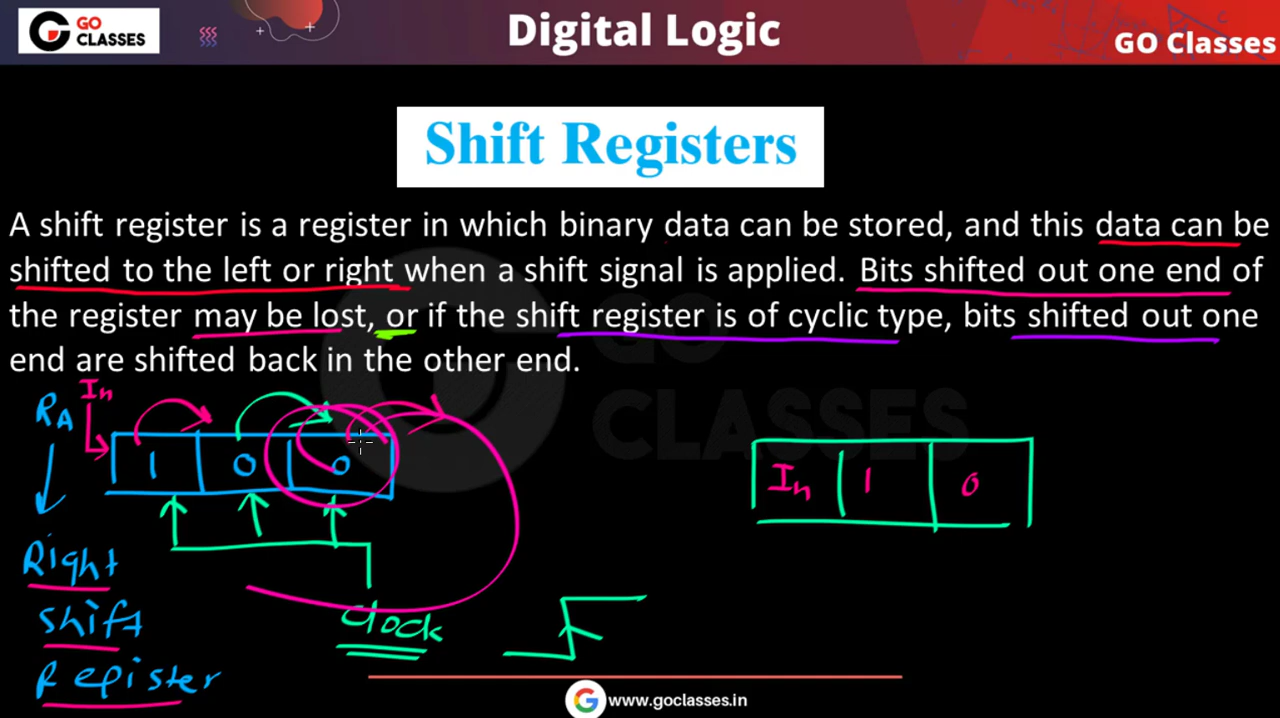 GO
CLASSES
Digital Logic
GO Classes
Shift Registers
A shift register is a register in which binary data can be stored, and this data can be
shifted to the left or right when a shift signal is applied. Bits shifted out one end of
the register may be lost, or if the shift register is of cyclic type, bits shifted out one
end are shifted back in the other end.
GO
CLASSES
In
RA
1 0 0
In 1 0
Right
Shift
Register
Clock
www.goclasses.in